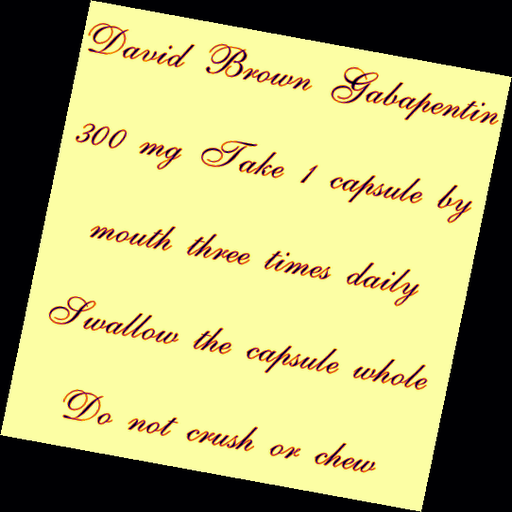 David Brown Gabapentin
300 mg Take 1 capsule by
mouth three times daily
Swallow the capsule whole
Do not crush or chew